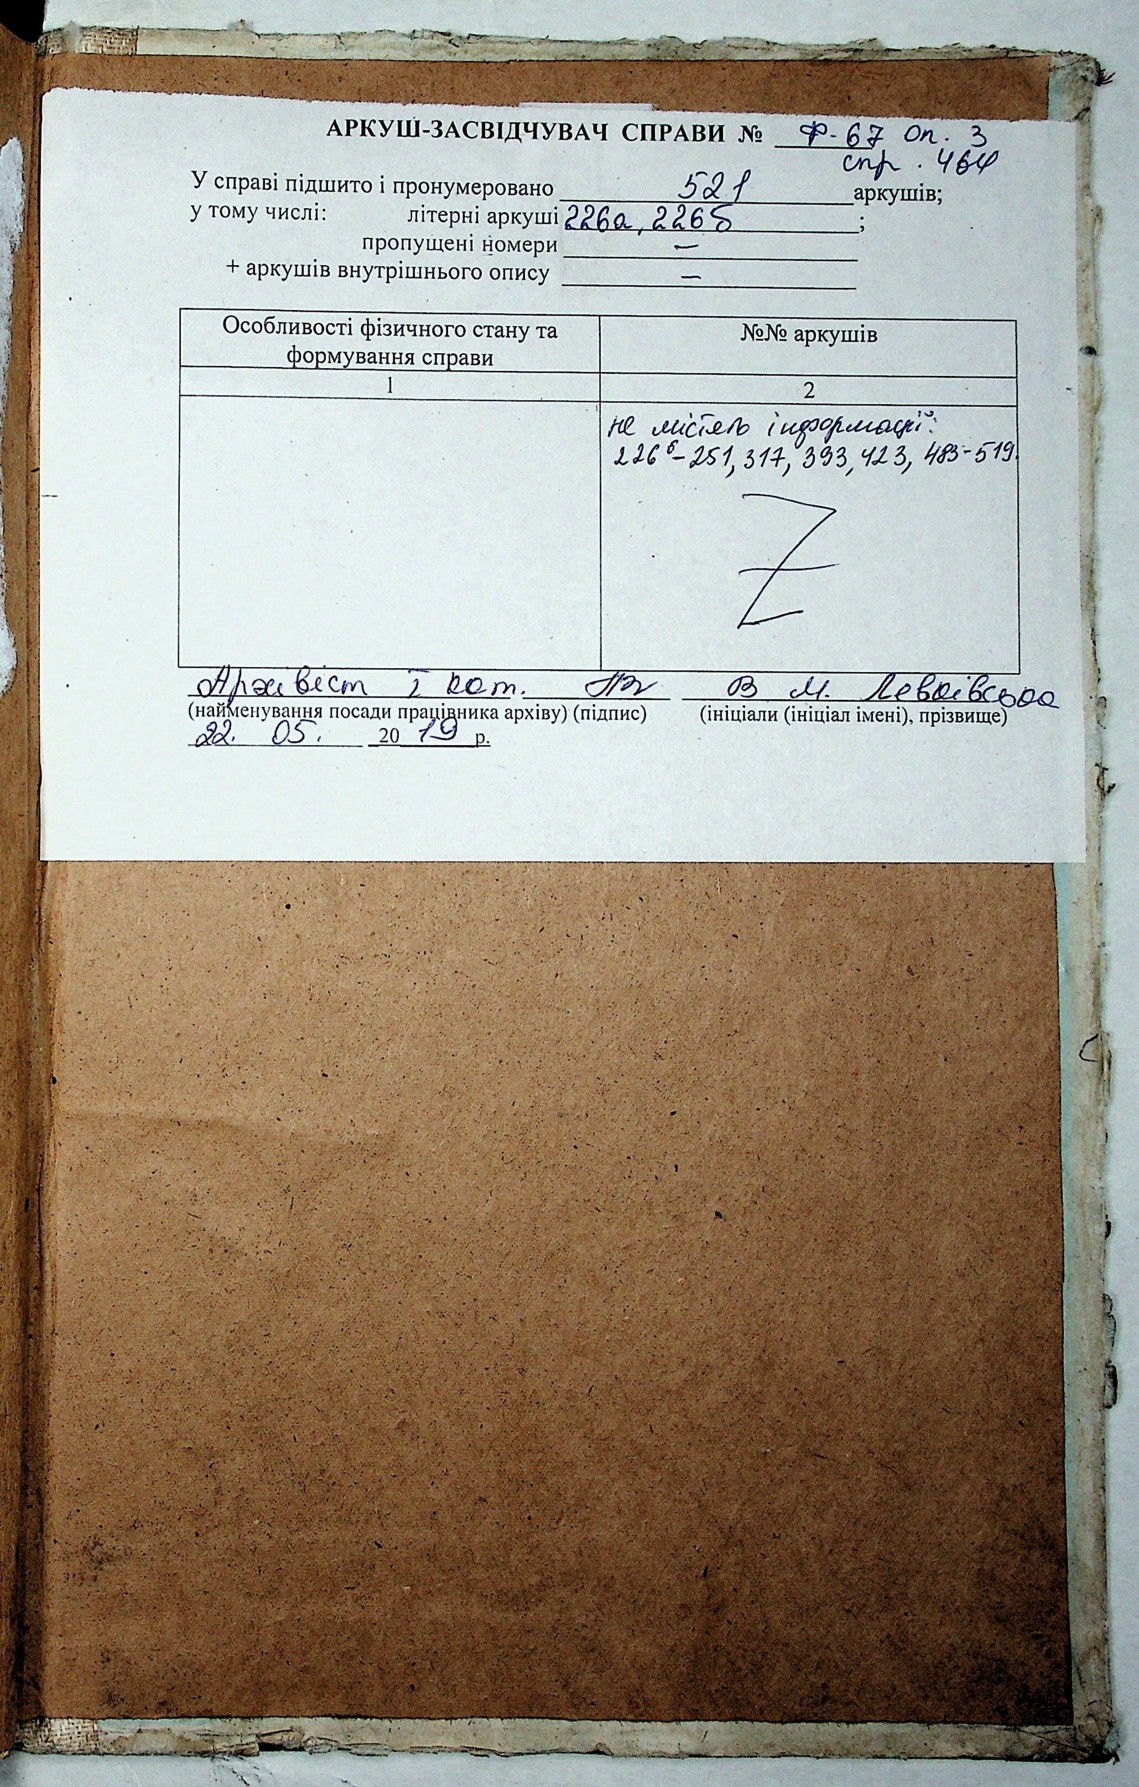 АРКУШ-ЗАСВІДЧУВАЧ СПРАВИ № Ф-67 оп. 3
спр. 464
У справі підшито і пронумеровано 521 аркушів;
у тому числі: літерні аркуші 226а, 226б ;
пропущені номери –
+ аркушів внутрішнього опису –
Особливості фізичного стану та формування справи
№№ аркушів
1
2
не містять інформації:
226б-251, 317, 393, 423, 483-519.
Архівіст І кат. В М.
(найменування посади працівника архіву) (підпис) (ініціали (ініціал імені), прізвище)
22. 05. 2019 р.